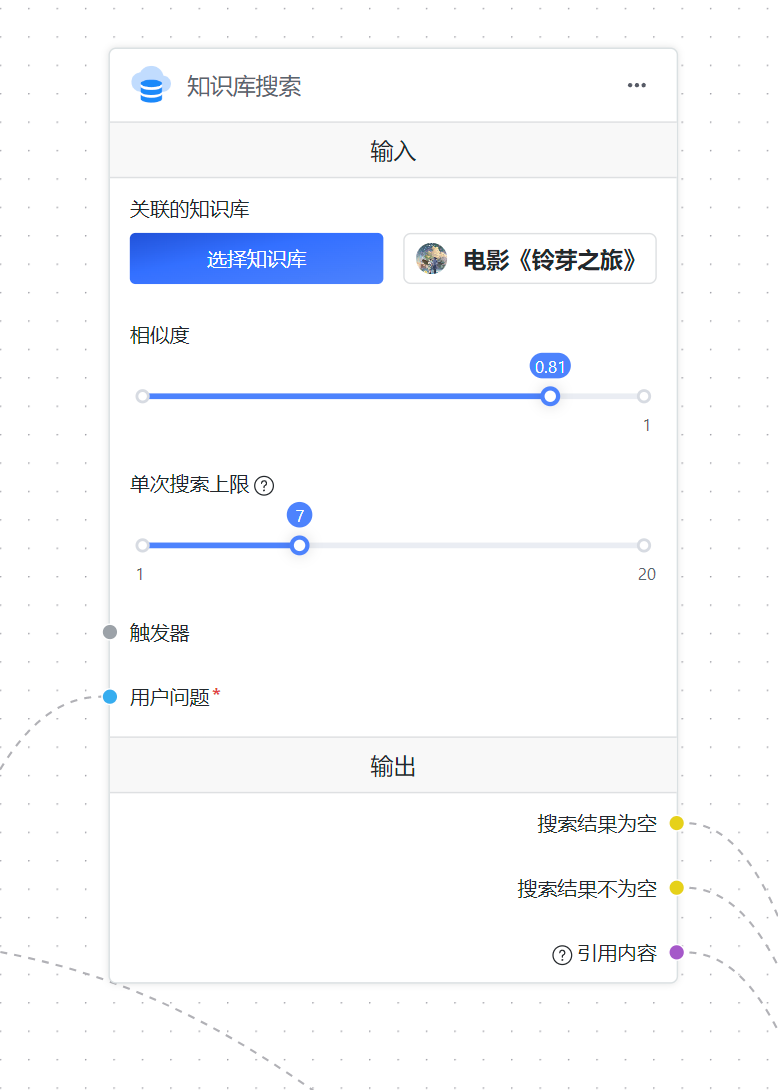 知识库搜索
输入
关联的知识库
选择知识库
电影《铃芽之旅》
相似度
0.81
1
单次搜索上限
7
1
20
触发器
用户问题*
输出
搜索结果为空
搜索结果不为空
引用内容